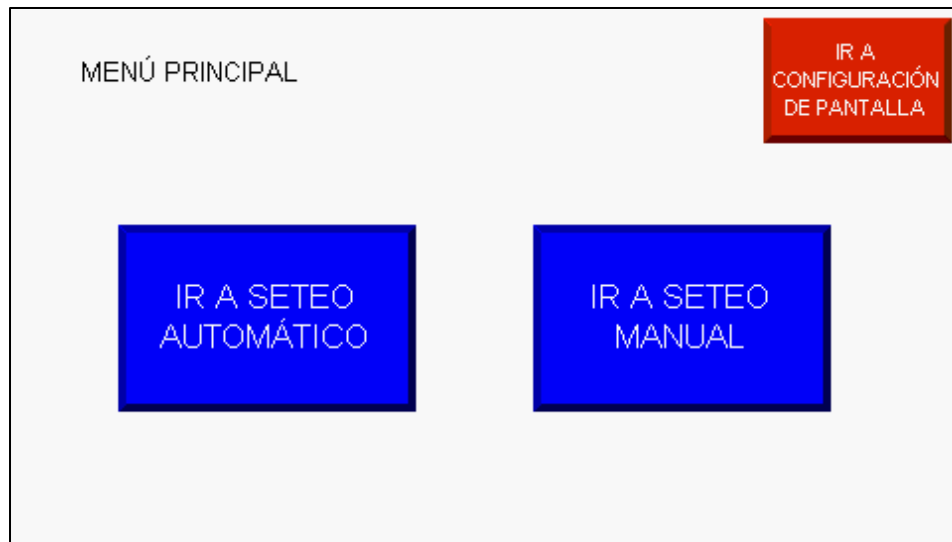 MENÚ PRINCIPAL
IR A
CONFIGURACIÓN
DE PANTALLA
IR A SETEO
AUTOMÁTICO
IR A SETEO
MANUAL